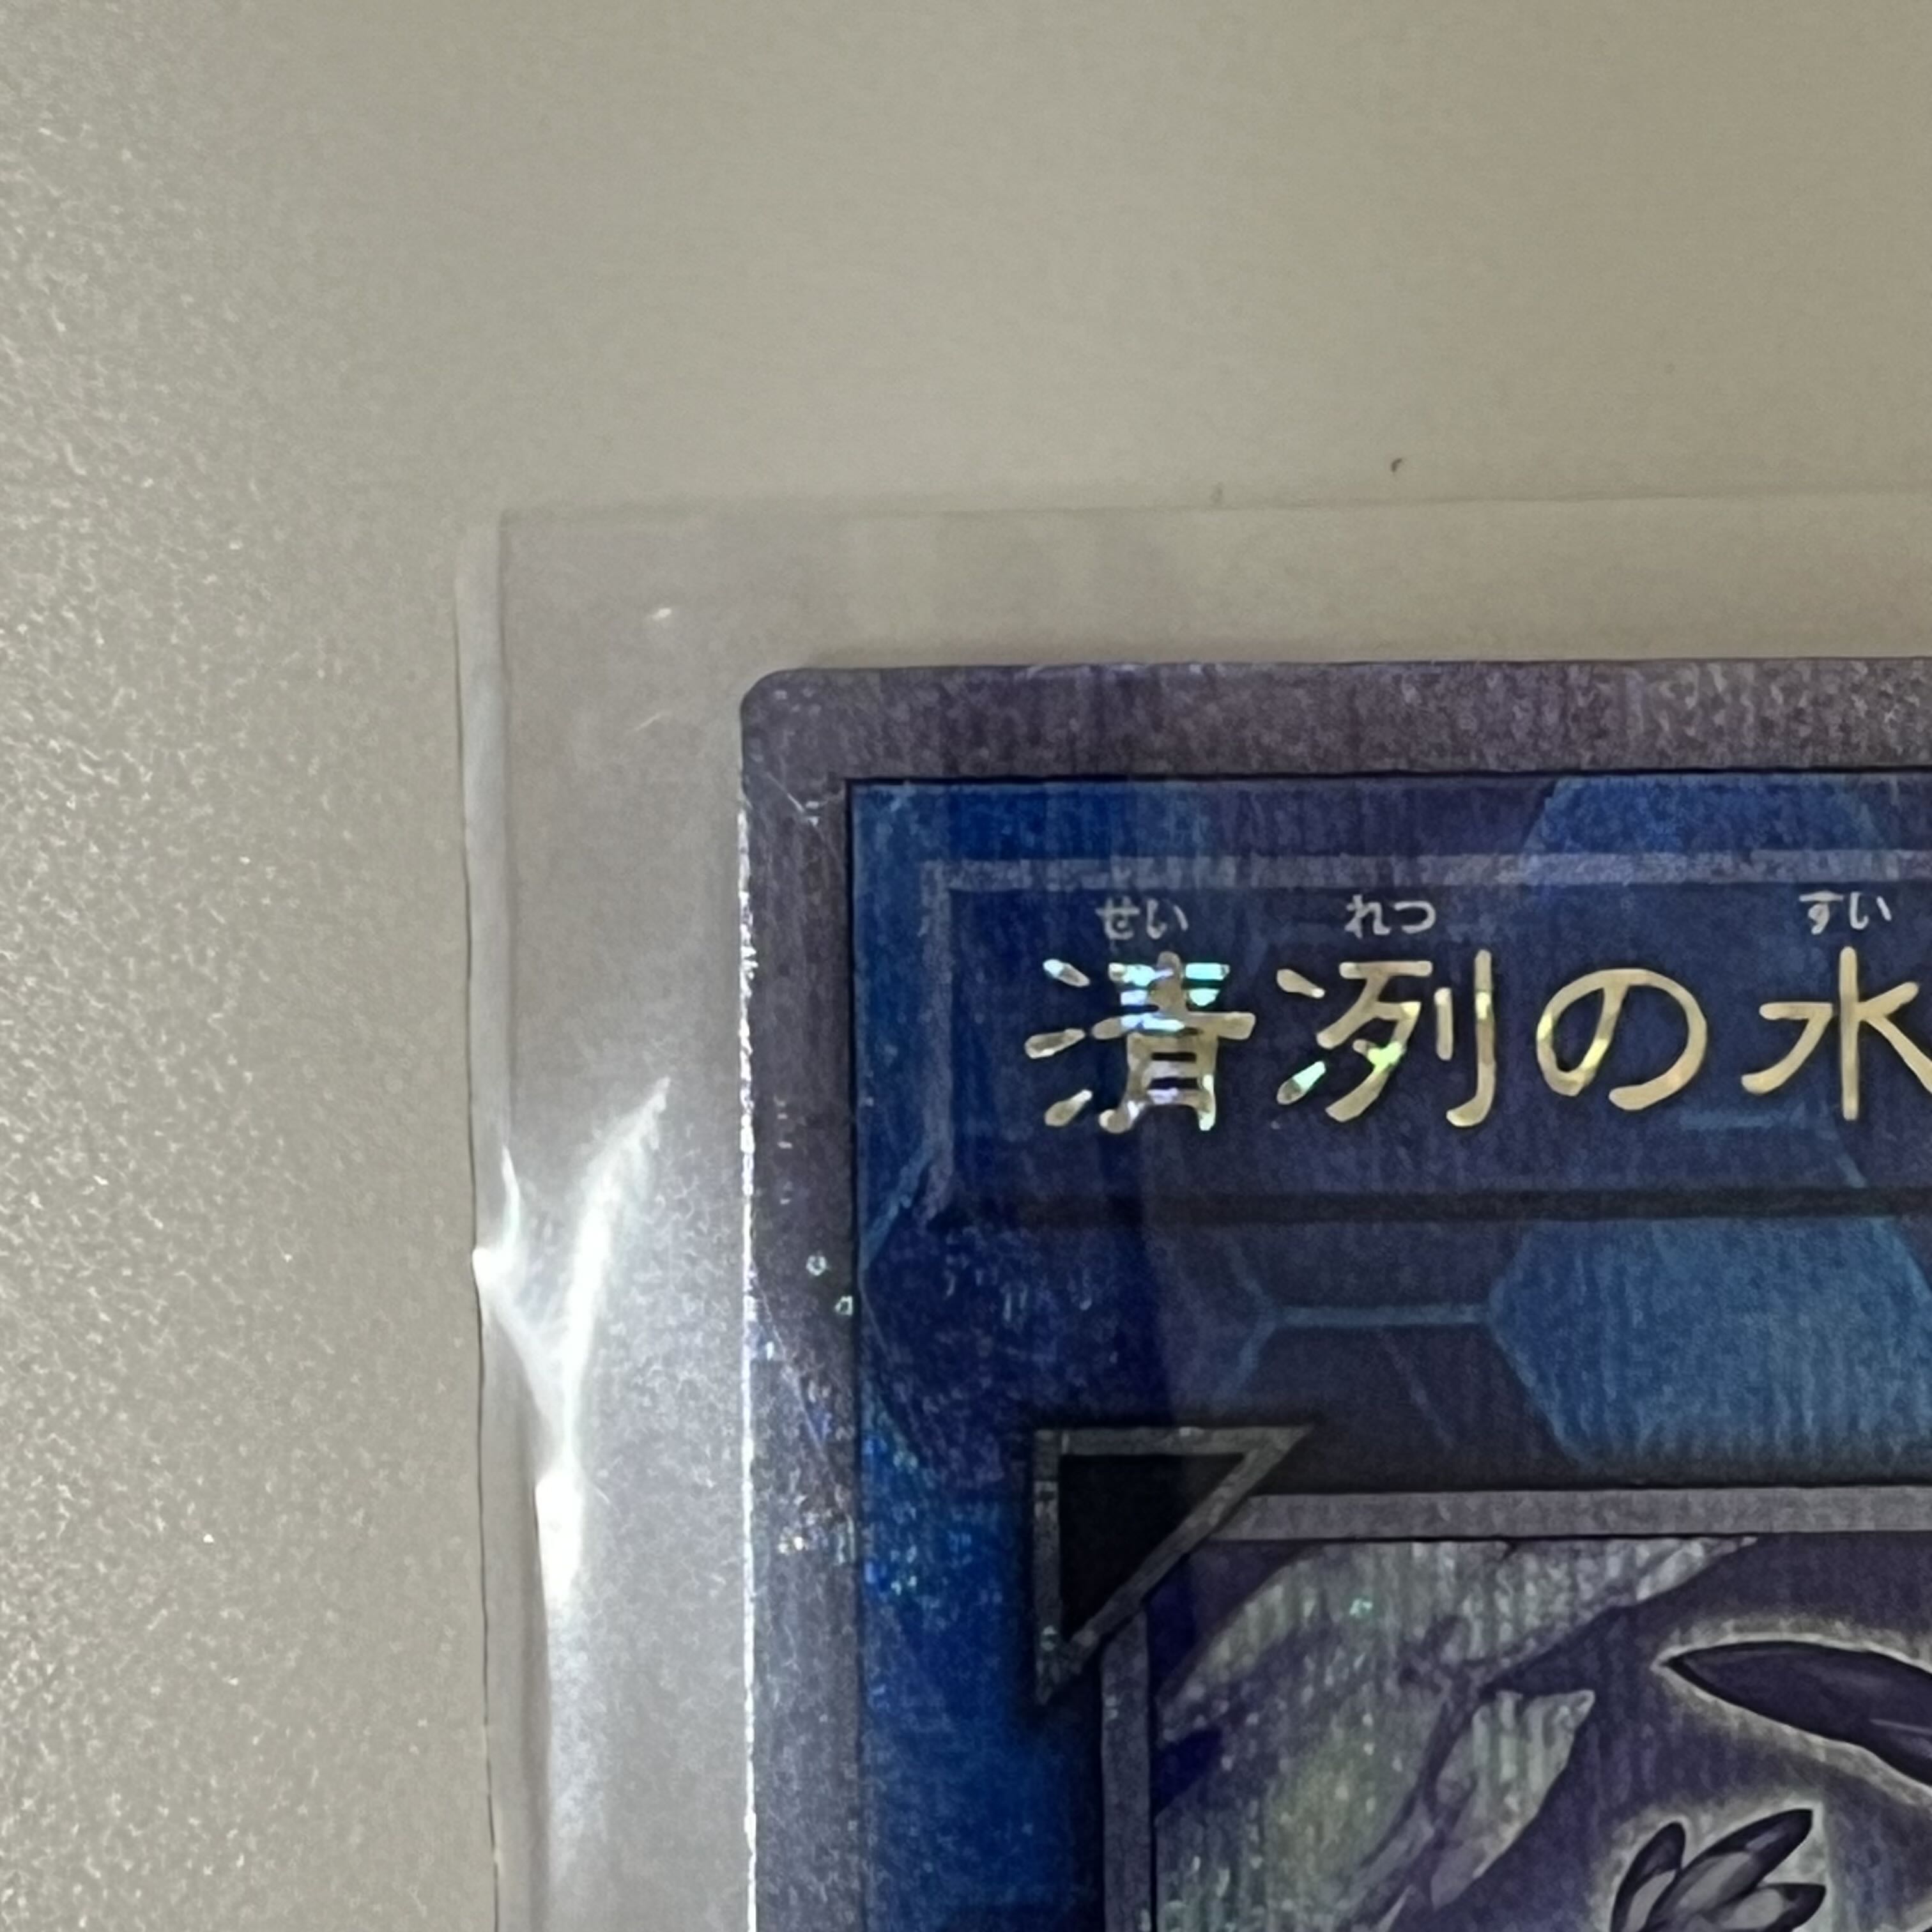 せい れつ すい
清冽の水